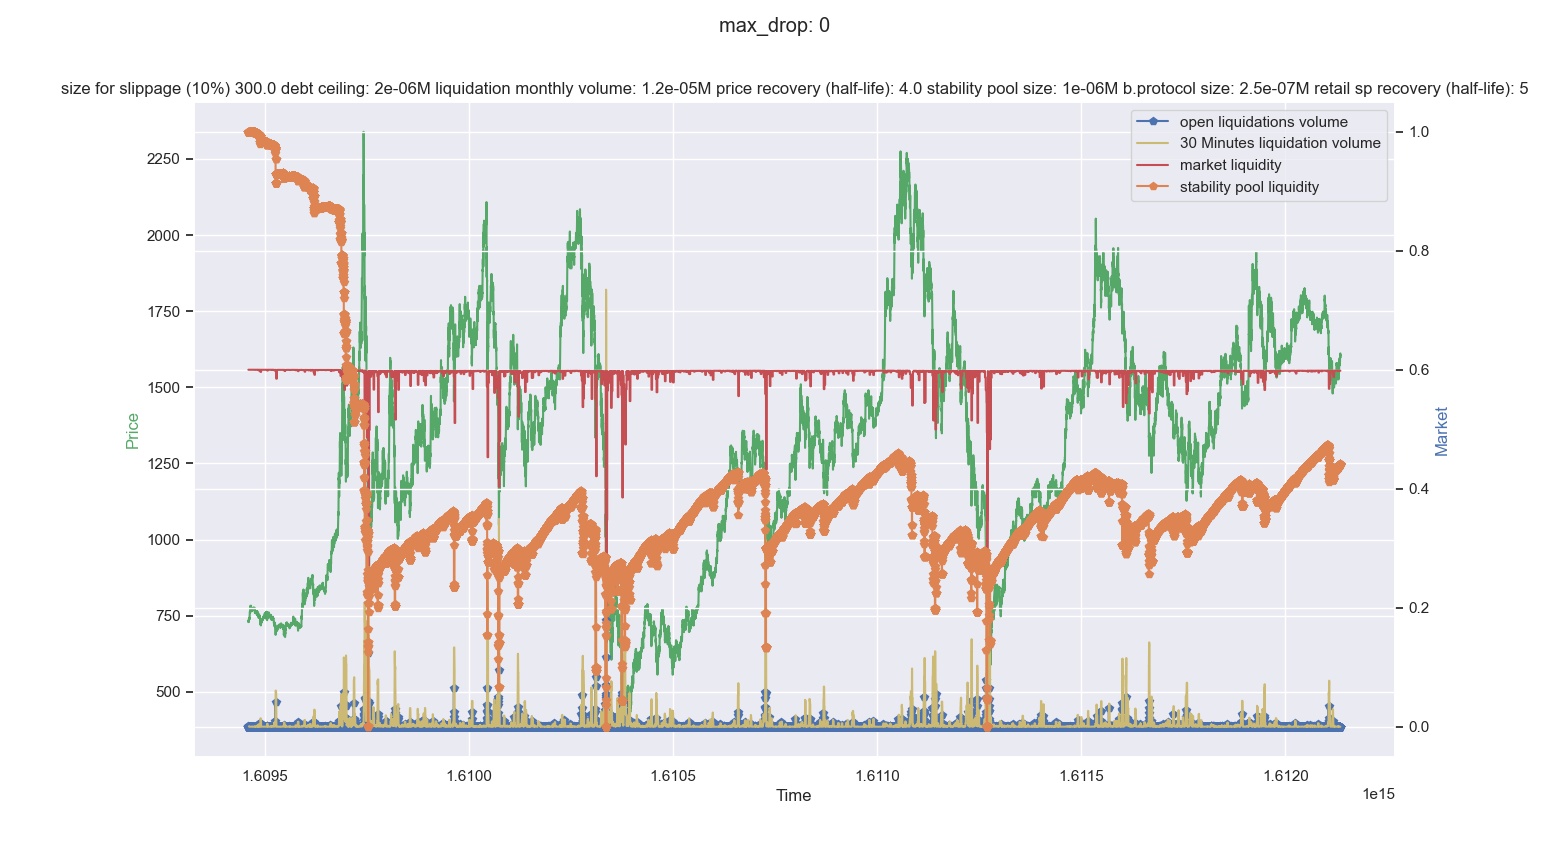 max_drop: 0
size for slippage (10%) 300.0 debt ceiling: 2e-06M liquidation monthly volume: 1.2e-05M price recovery (half-life): 4.0 stability pool size: 1e-06M b.protocol size: 2.5e-07M retail sp recovery (half-life): 5
open liquidations volume
30 Minutes liquidation volume
market liquidity
stability pool liquidity
2250
2000
1750
1500
1250
1000
750
500
Price
1.0
0.8
0.6
0.4
0.2
0.0
Market
1.6095 1.6100 1.6105 1.6110 1.6115 1.6120
Time
1e15